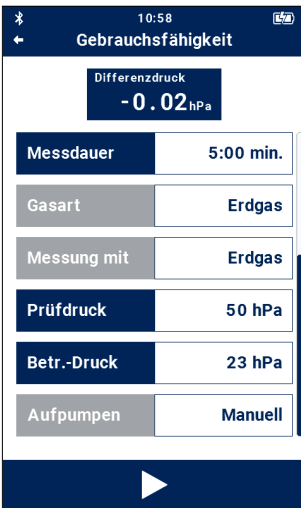 10:58
Gebrauchsfähigkeit
Differenzdruck
-0.02 hPa
Messdauer 5:00 min.
Gasart Erdgas
Messung mit Erdgas
Prüfdruck 50 hPa
Betr.-Druck 23 hPa
Aufpumpen Manuell